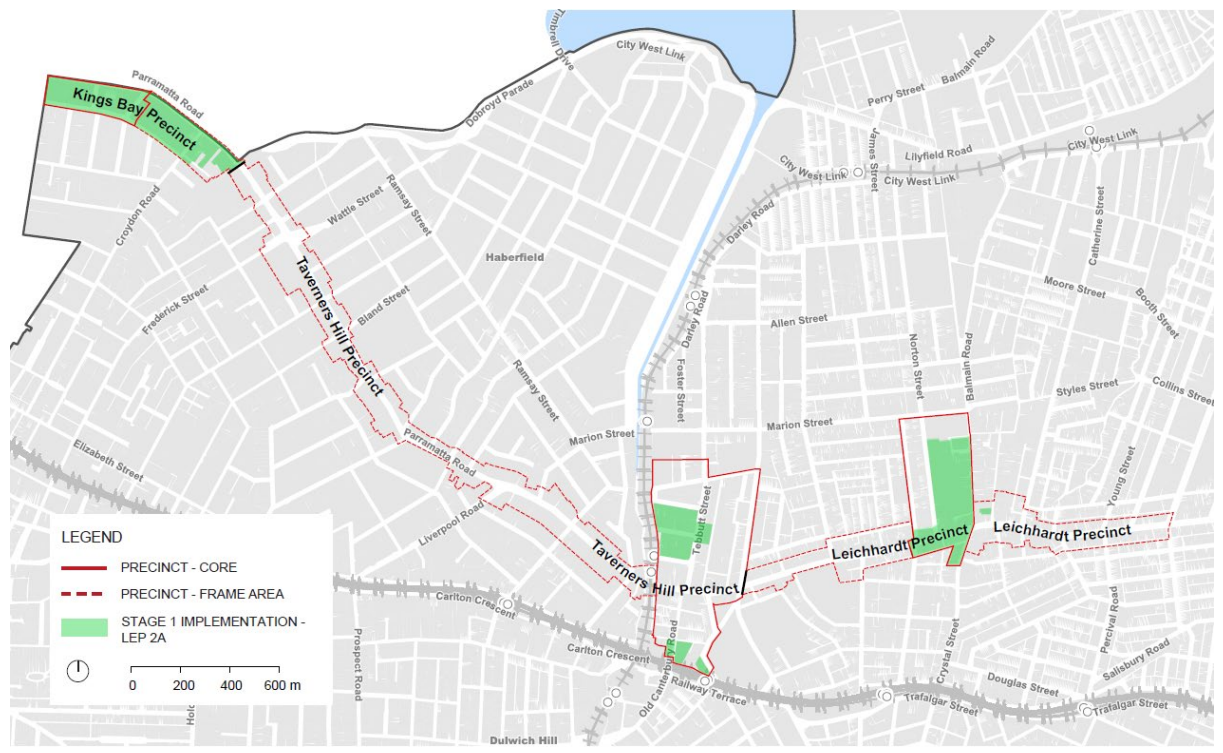 City West Link
Timbrell Drive
Parramatta Road
Kings Bay Precinct
Dobroyd Parade
Balmain Road
Perry Street
James Street
Lilyfield Road
City West Link
City West Link
City West Link
Croydon Road
Wattle Street
Ramsay Street
Darley Road
Catherine Street
Haberfield
Taverners Hill Precinct
Bland Street
Frederick Street
Moore Street
Booth Street
Darley Road
Allen Street
Norton Street
Balmain Road
Foster Street
Ramsay Street
Styles Street
Collins Street
Marion Street
Marion Street
Elizabeth Street
Parramatta Road
Young Street
Liverpool Road
Tebbutt Street
Leichhardt Precinct
Leichhardt Precinct
Taverners Hill Precinct
LEGEND
PRECINCT - CORE
PRECINCT - FRAME AREA
STAGE 1 IMPLEMENTATION -
LEP 2A
0 200 400 600 m
Carlton Crescent
Carlton Crescent
Prospect Road
Old Canterbury Road
Railway Terrace
Crystal Street
Percival Road
Salisbury Road
Douglas Street
Trafalgar Street
Trafalgar Street
Dulwich Hill